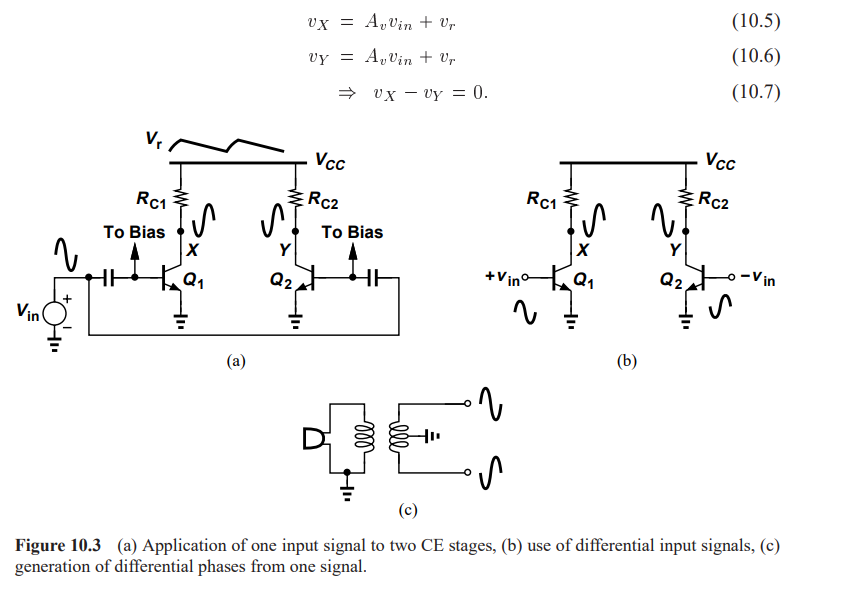 v_X = A_v v_in + v_r (10.5)
v_Y = A_v v_in + v_r (10.6)
⇒ v_X − v_Y = 0. (10.7)
V_r
V_CC V_CC
R_C1 R_C2 R_C1 R_C2
To Bias To Bias
X Y X Y
Q_1 Q_2 +V_in Q_1 Q_2 −V_in
V_in + −
(a) (b)
(c)
Figure 10.3 (a) Application of one input signal to two CE stages, (b) use of differential input signals, (c)
generation of differential phases from one signal.